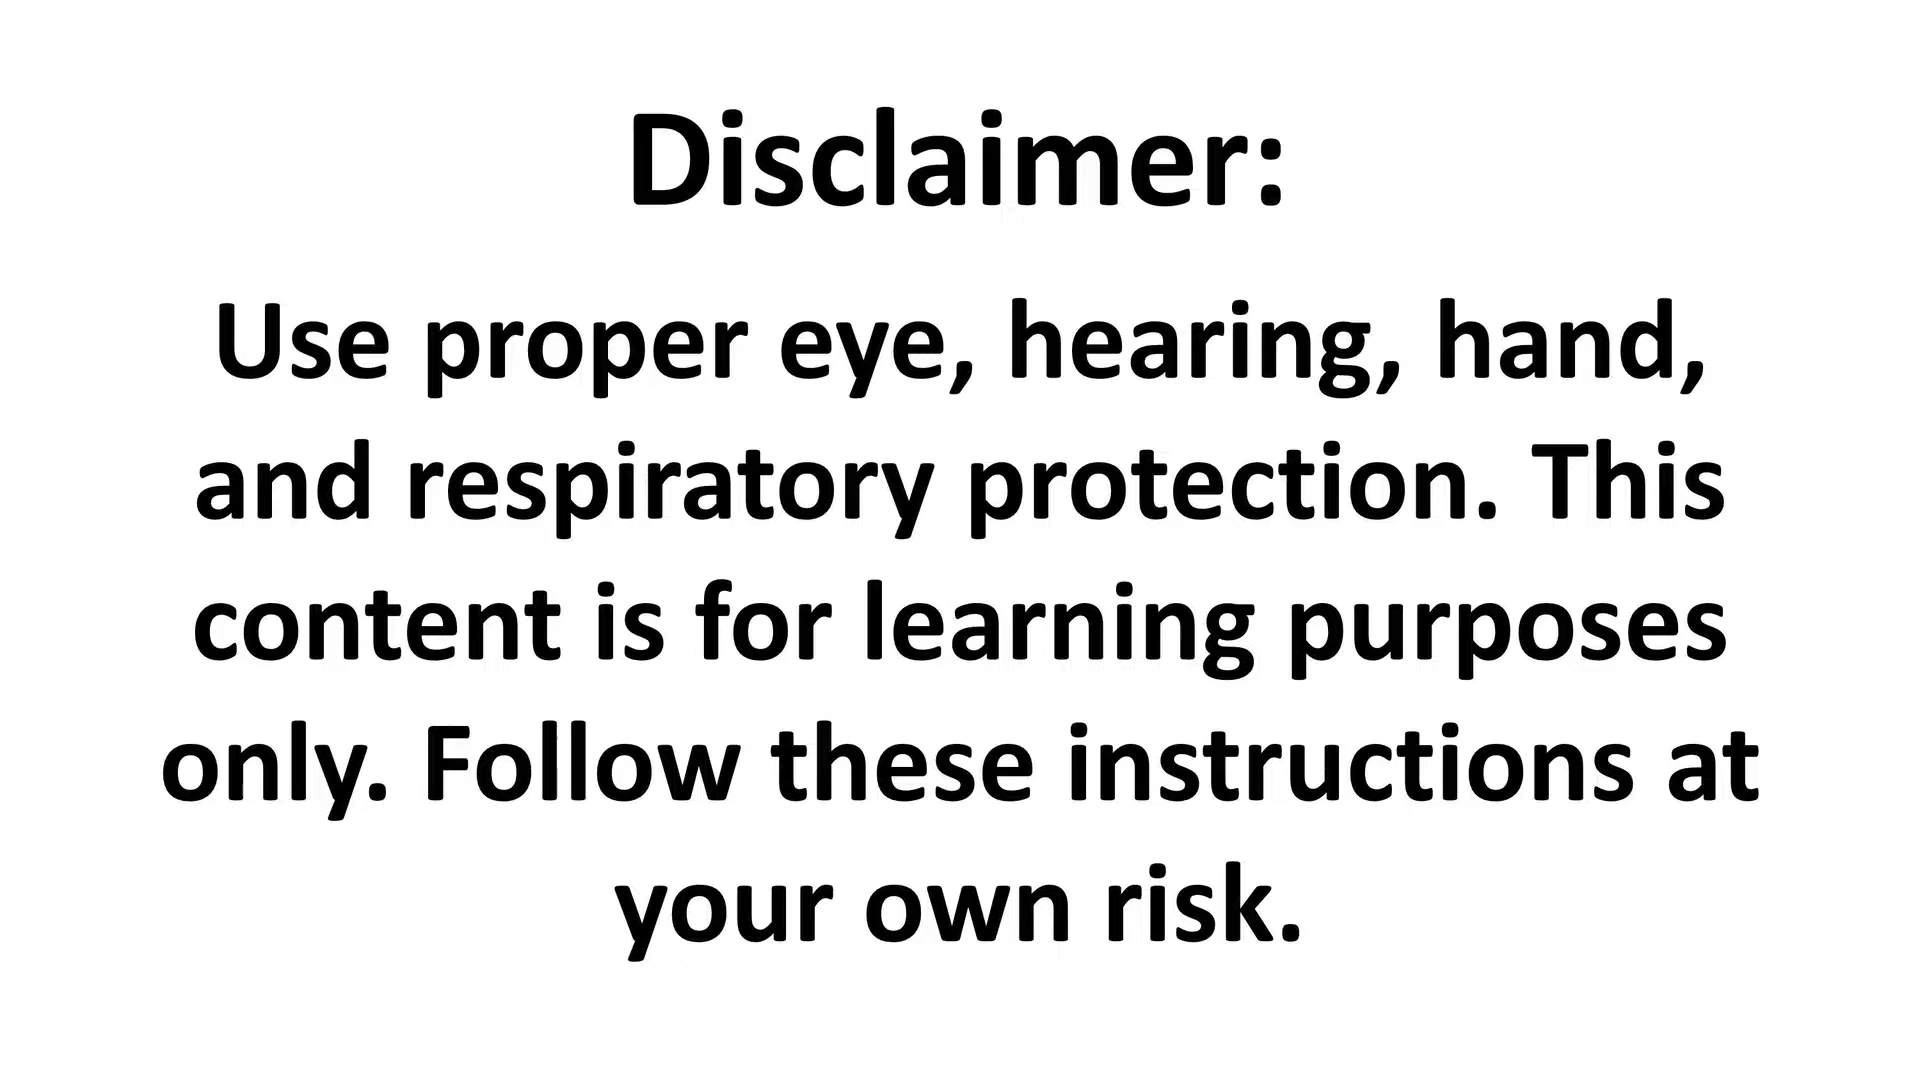 Disclaimer:
Use proper eye, hearing, hand,
and respiratory protection. This
content is for learning purposes
only. Follow these instructions at
your own risk.